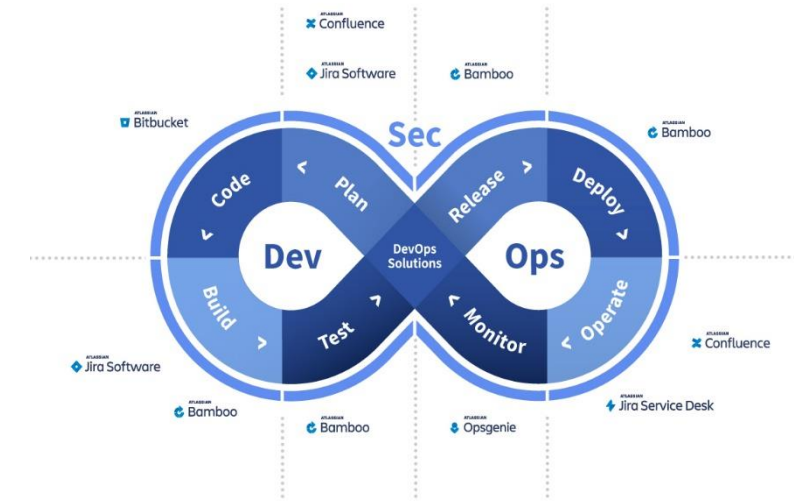 ATLASSIAN
Confluence
ATLASSIAN
Jira Software
ATLASSIAN
Bamboo
ATLASSIAN
Bitbucket
ATLASSIAN
Bamboo
Sec
Code
Plan
Release
Deploy
Dev
DevOps
Solutions
Ops
Build
Test
Monitor
Operate
ATLASSIAN
Confluence
ATLASSIAN
Jira Software
ATLASSIAN
Bamboo
ATLASSIAN
Bamboo
ATLASSIAN
Opsgenie
ATLASSIAN
Jira Service Desk